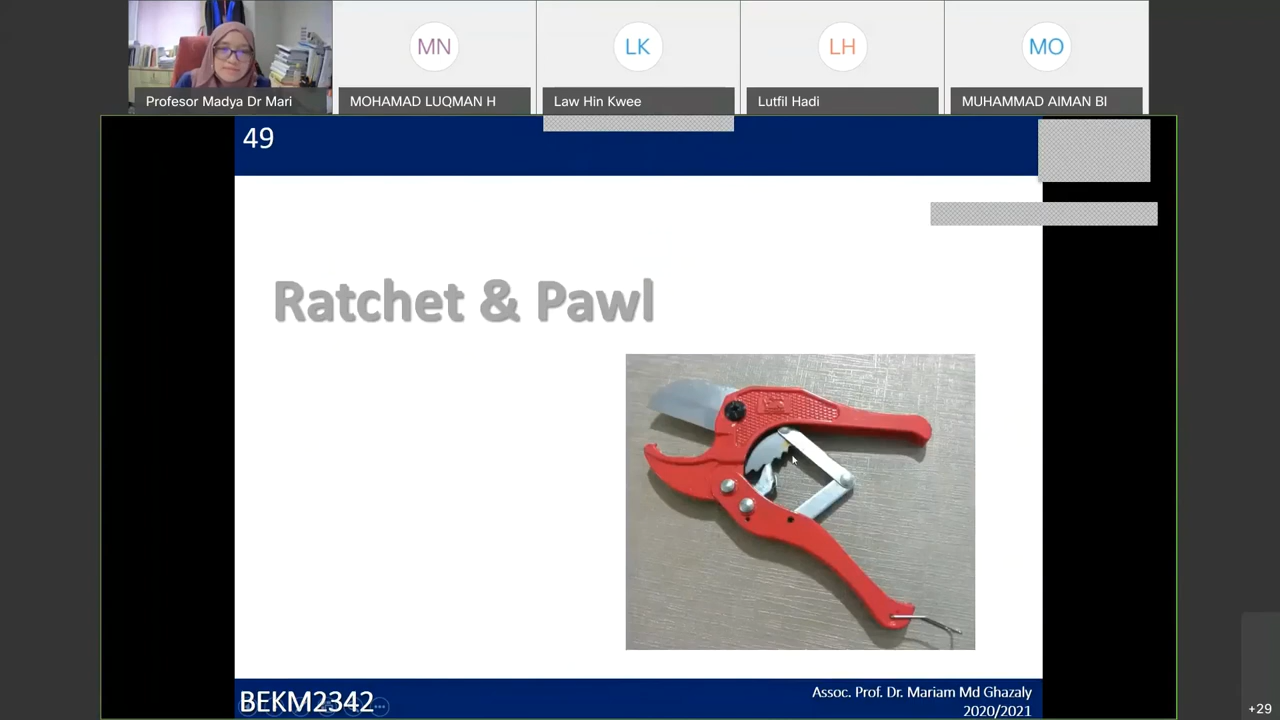 MN
LK
LH
MO
Profesor Madya Dr Mari
MOHAMAD LUQMAN H
Law Hin Kwee
Lutfil Hadi
MUHAMMAD AIMAN BI
49
Ratchet & Pawl
BEKM2342
Assoc. Prof. Dr. Mariam Md Ghazaly
2020/2021
+29